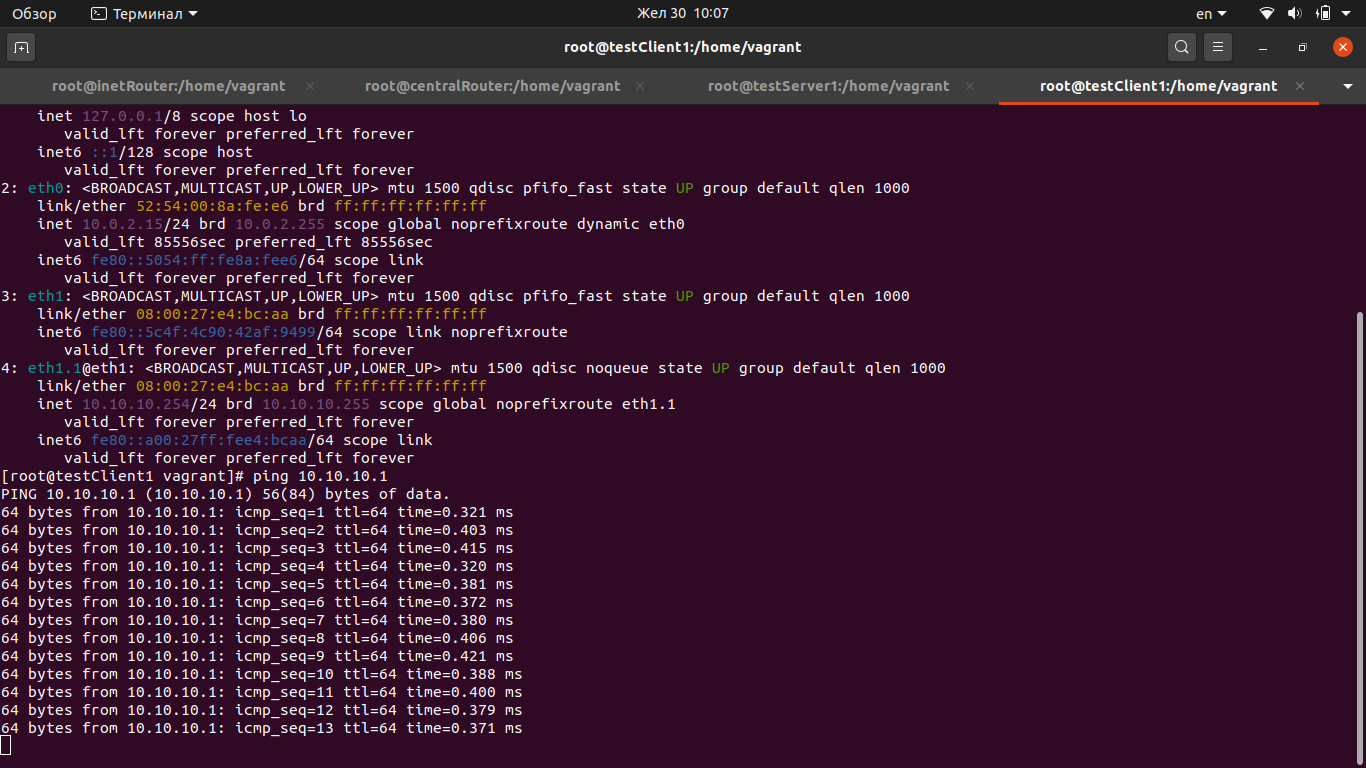 Обзор Терминал Жел 30 10:07 en
root@testClient1:/home/vagrant
root@inetRouter:/home/vagrant root@centralRouter:/home/vagrant root@testServer1:/home/vagrant root@testClient1:/home/vagrant
inet 127.0.0.1/8 scope host lo
valid_lft forever preferred_lft forever
inet6 ::1/128 scope host
valid_lft forever preferred_lft forever
2: eth0: <BROADCAST,MULTICAST,UP,LOWER_UP> mtu 1500 qdisc pfifo_fast state UP group default qlen 1000
link/ether 52:54:00:8a:fe:e6 brd ff:ff:ff:ff:ff:ff
inet 10.0.2.15/24 brd 10.0.2.255 scope global noprefixroute dynamic eth0
valid_lft 85556sec preferred_lft 85556sec
inet6 fe80::5054:ff:fe8a:fee6/64 scope link
valid_lft forever preferred_lft forever
3: eth1: <BROADCAST,MULTICAST,UP,LOWER_UP> mtu 1500 qdisc pfifo_fast state UP group default qlen 1000
link/ether 08:00:27:e4:bc:aa brd ff:ff:ff:ff:ff:ff
inet6 fe80::5c4f:4c90:42af:9499/64 scope link noprefixroute
valid_lft forever preferred_lft forever
4: eth1.1@eth1: <BROADCAST,MULTICAST,UP,LOWER_UP> mtu 1500 qdisc noqueue state UP group default qlen 1000
link/ether 08:00:27:e4:bc:aa brd ff:ff:ff:ff:ff:ff
inet 10.10.10.254/24 brd 10.10.10.255 scope global noprefixroute eth1.1
valid_lft forever preferred_lft forever
inet6 fe80::a00:27ff:fee4:bcaa/64 scope link
valid_lft forever preferred_lft forever
[root@testClient1 vagrant]# ping 10.10.10.1
PING 10.10.10.1 (10.10.10.1) 56(84) bytes of data.
64 bytes from 10.10.10.1: icmp_seq=1 ttl=64 time=0.321 ms
64 bytes from 10.10.10.1: icmp_seq=2 ttl=64 time=0.403 ms
64 bytes from 10.10.10.1: icmp_seq=3 ttl=64 time=0.415 ms
64 bytes from 10.10.10.1: icmp_seq=4 ttl=64 time=0.320 ms
64 bytes from 10.10.10.1: icmp_seq=5 ttl=64 time=0.381 ms
64 bytes from 10.10.10.1: icmp_seq=6 ttl=64 time=0.372 ms
64 bytes from 10.10.10.1: icmp_seq=7 ttl=64 time=0.380 ms
64 bytes from 10.10.10.1: icmp_seq=8 ttl=64 time=0.406 ms
64 bytes from 10.10.10.1: icmp_seq=9 ttl=64 time=0.421 ms
64 bytes from 10.10.10.1: icmp_seq=10 ttl=64 time=0.388 ms
64 bytes from 10.10.10.1: icmp_seq=11 ttl=64 time=0.400 ms
64 bytes from 10.10.10.1: icmp_seq=12 ttl=64 time=0.379 ms
64 bytes from 10.10.10.1: icmp_seq=13 ttl=64 time=0.371 ms